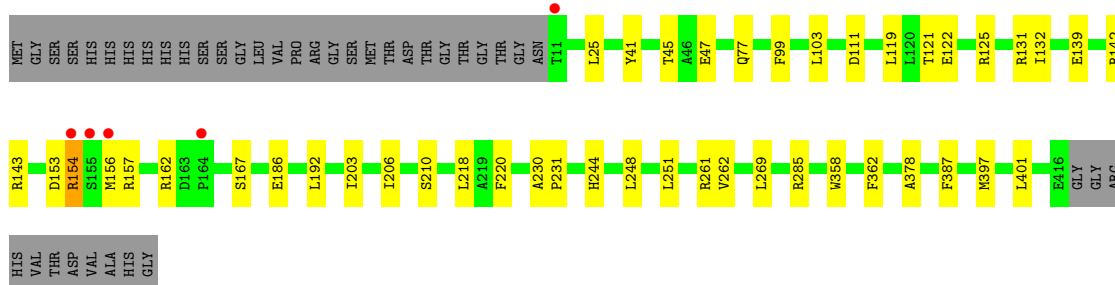 MET GLY SER SER HIS HIS HIS HIS HIS HIS SER SER GLY LEU VAL PRO ARG GLY SER MET THR ASP THR GLY THR THR GLY ASN T11 L25 Y41 T45 A46 E47 Q77 F99 L103 D111 L119 L120 T121 E122 R125 R131 I132 E139
R143 D153 R154 S155 M156 R157 R162 D163 P164 S167 E186 L192 I203 I206 S210 L218 A219 F220 A230 P231 H244 L248 L251 R261 V262 L269 R285 W358 F362 A378 F387 M397 L401 E416 GLY GLY ARG
HIS VAL THR ASP VAL ALA HIS GLY